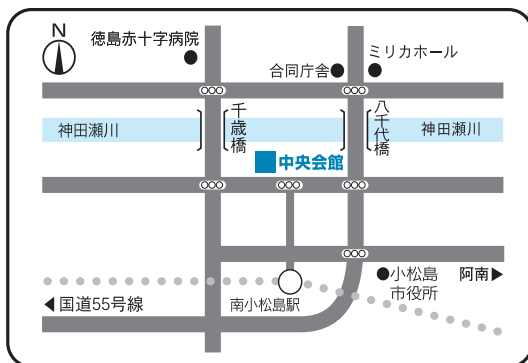 N
徳島赤十字病院
ミリカホール
合同庁舎
神田瀬川
千歳橋
八千代橋
神田瀬川
中央会館
小松島
市役所
阿南▶
◀国道55号線
南小松島駅